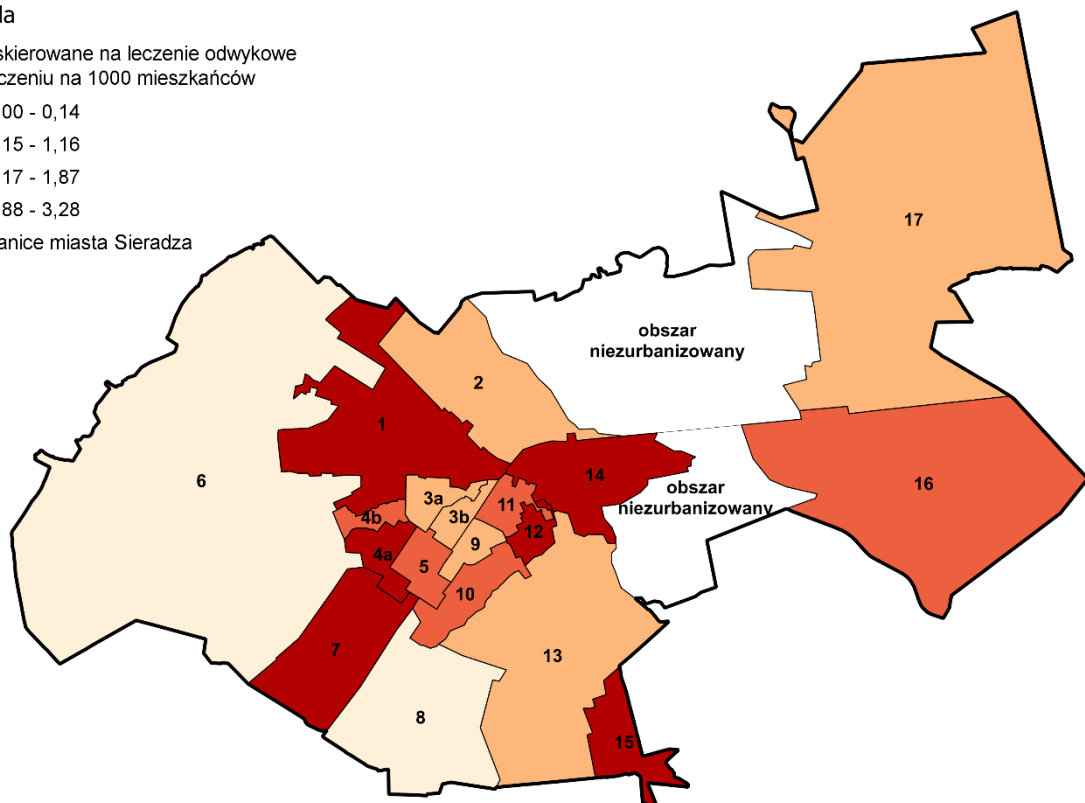 da
skierowane na leczenie odwykowe
czeniu na 1000 mieszkańców
00 - 0,14
15 - 1,16
17 - 1,87
88 - 3,28
anice miasta Sieradza
17
obszar
niezurbanizowany
2
1
6
14
16
3a
obszar
niezurbanizowany
11
4b
3b
12
4a
9
5
10
7
13
8
15